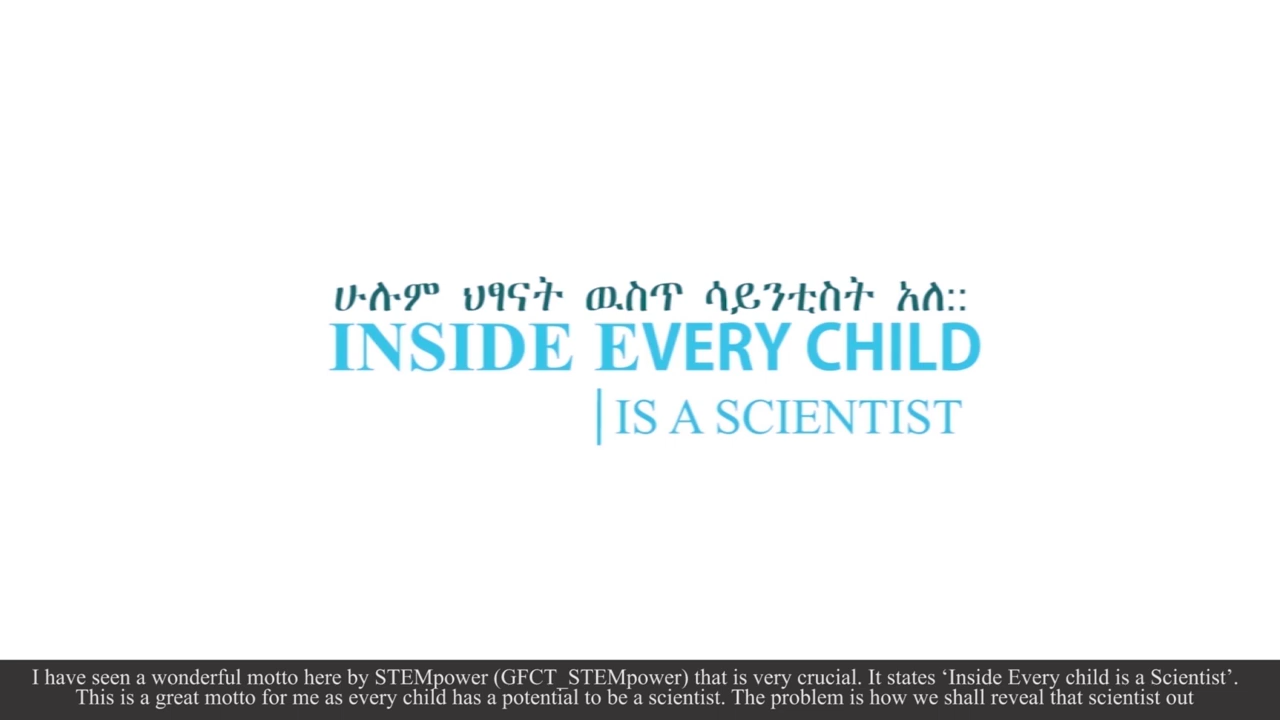 ሁሉም ህፃናት ዉስጥ ሳይንቲስት አለ::
INSIDE EVERY CHILD
IS A SCIENTIST
I have seen a wonderful motto here by STEMpower (GFCT_STEMpower) that is very crucial. It states ‘Inside Every child is a Scientist’.
This is a great motto for me as every child has a potential to be a scientist. The problem is how we shall reveal that scientist out